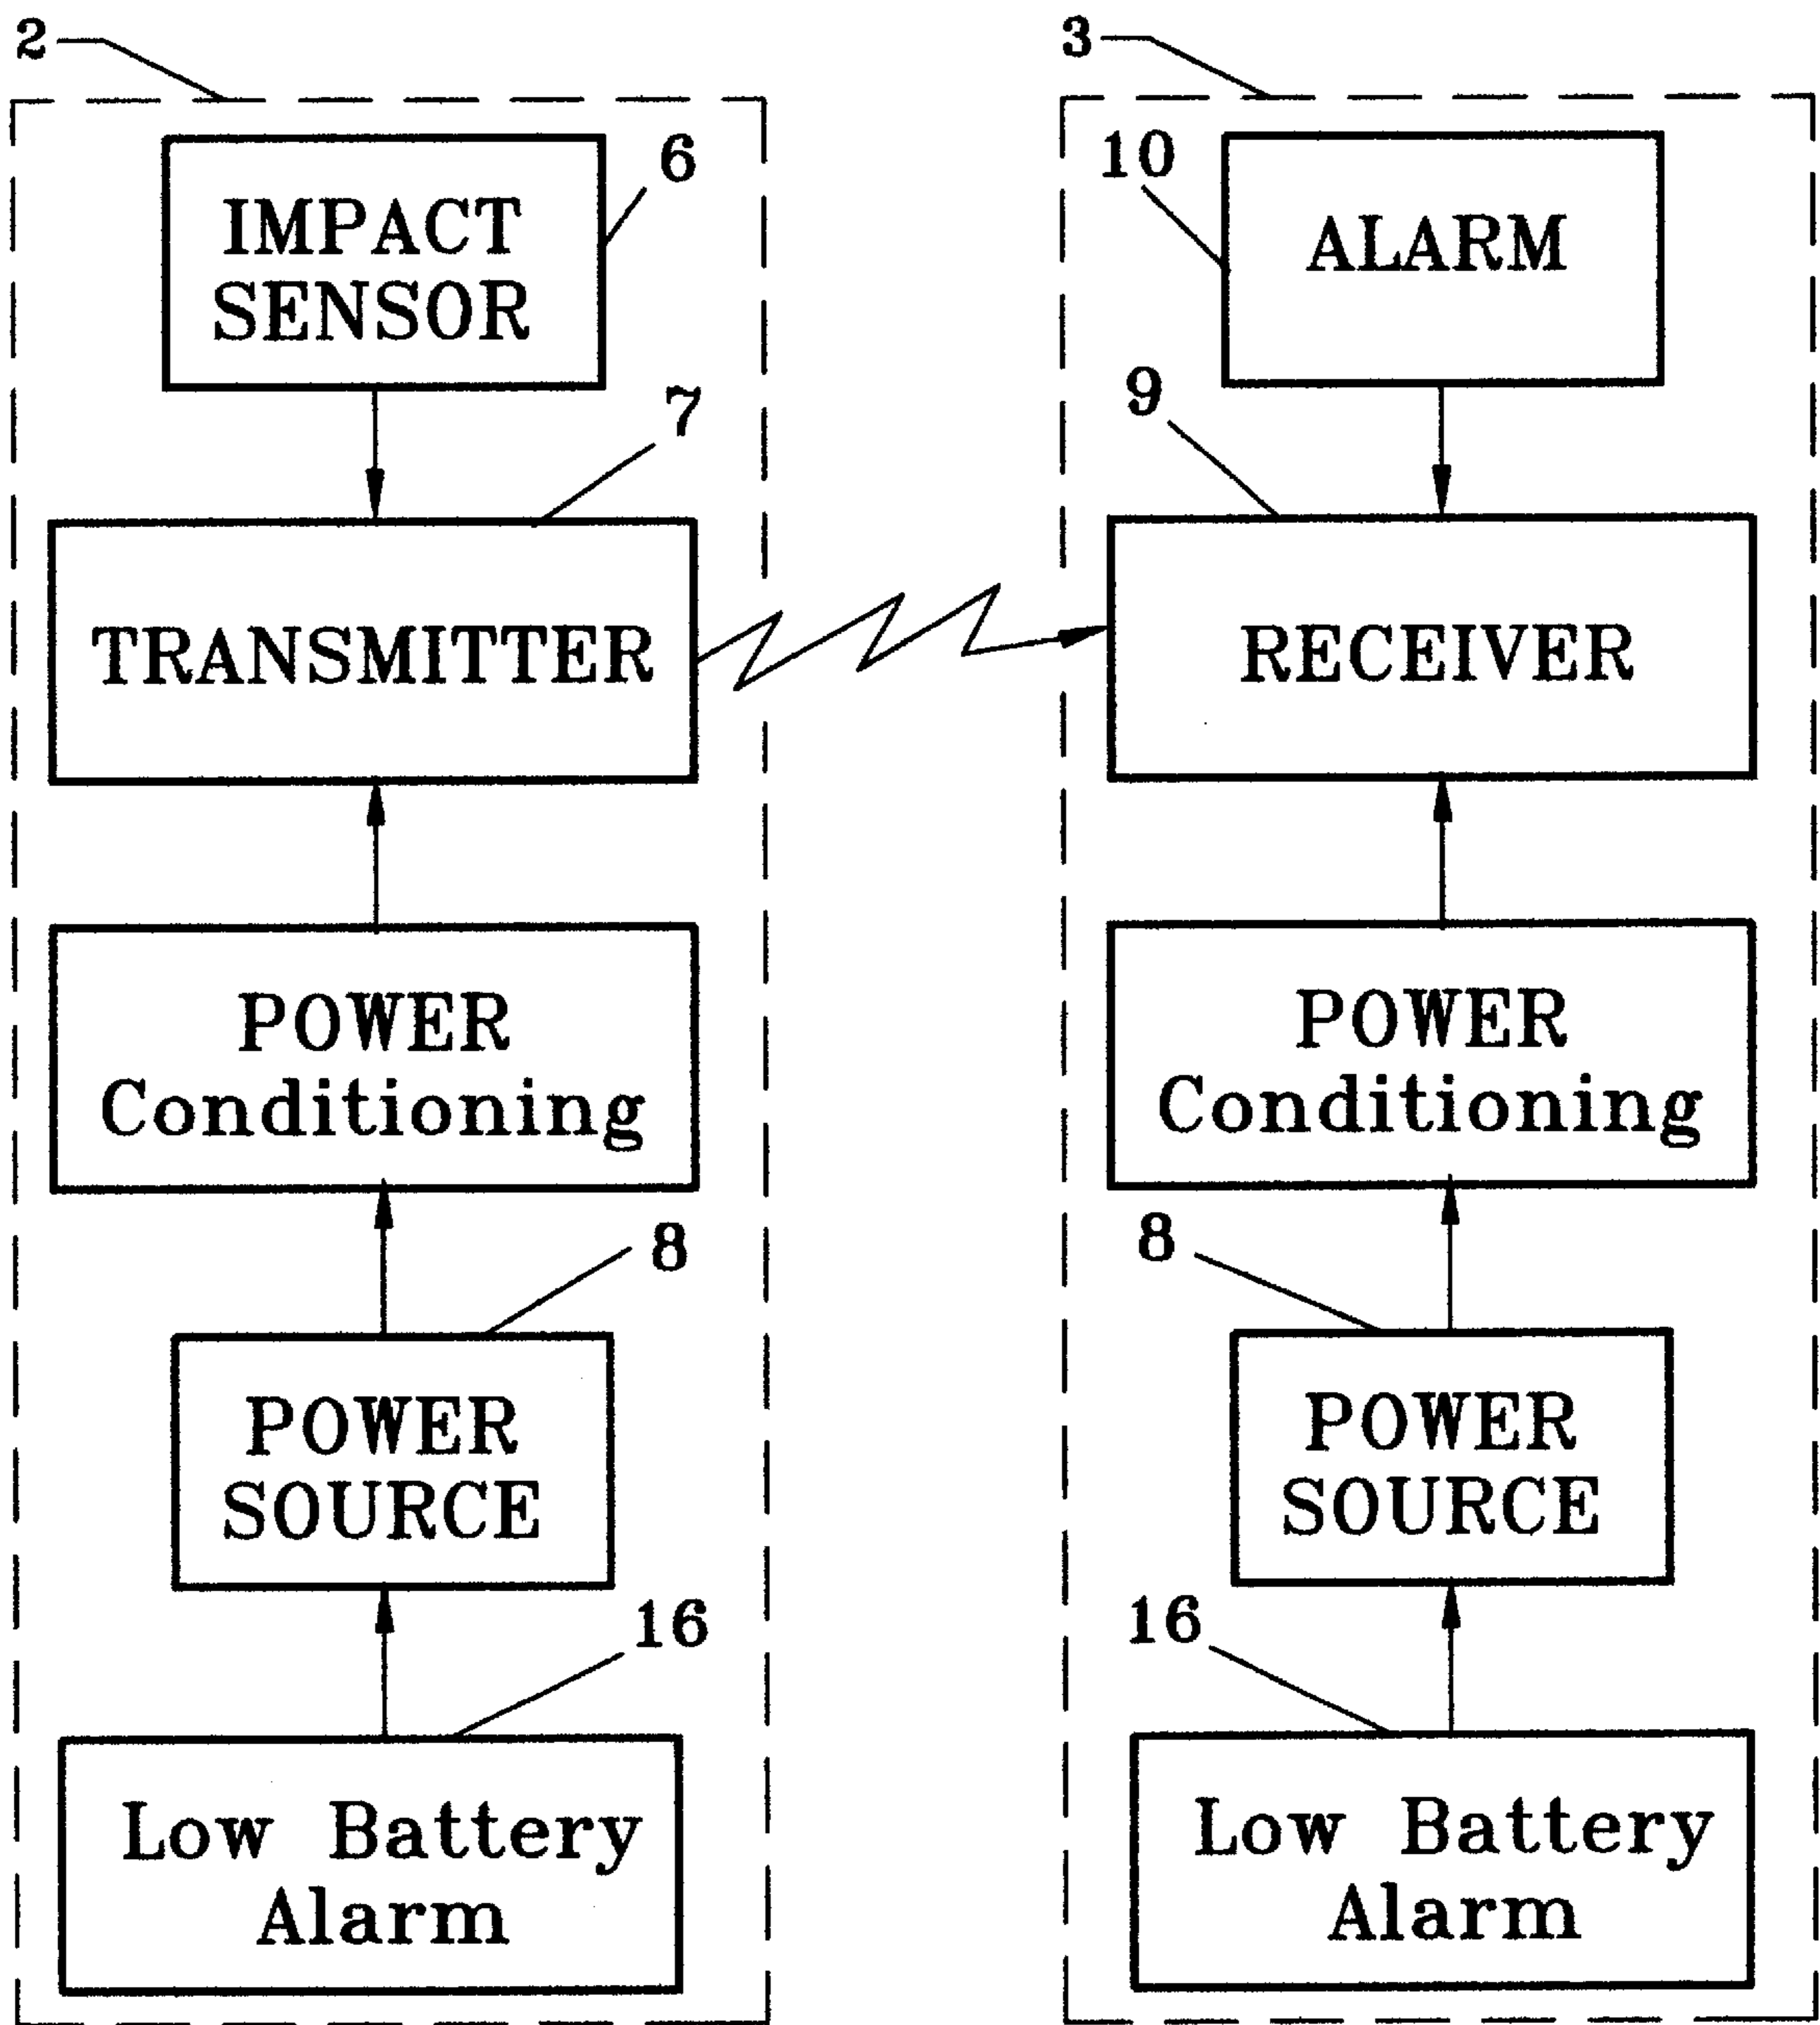 2
IMPACT
SENSOR
6
7
TRANSMITTER
POWER
Conditioning
8
POWER
SOURCE
16
Low Battery
Alarm
3
10
ALARM
9
RECEIVER
POWER
Conditioning
8
POWER
SOURCE
16
Low Battery
Alarm